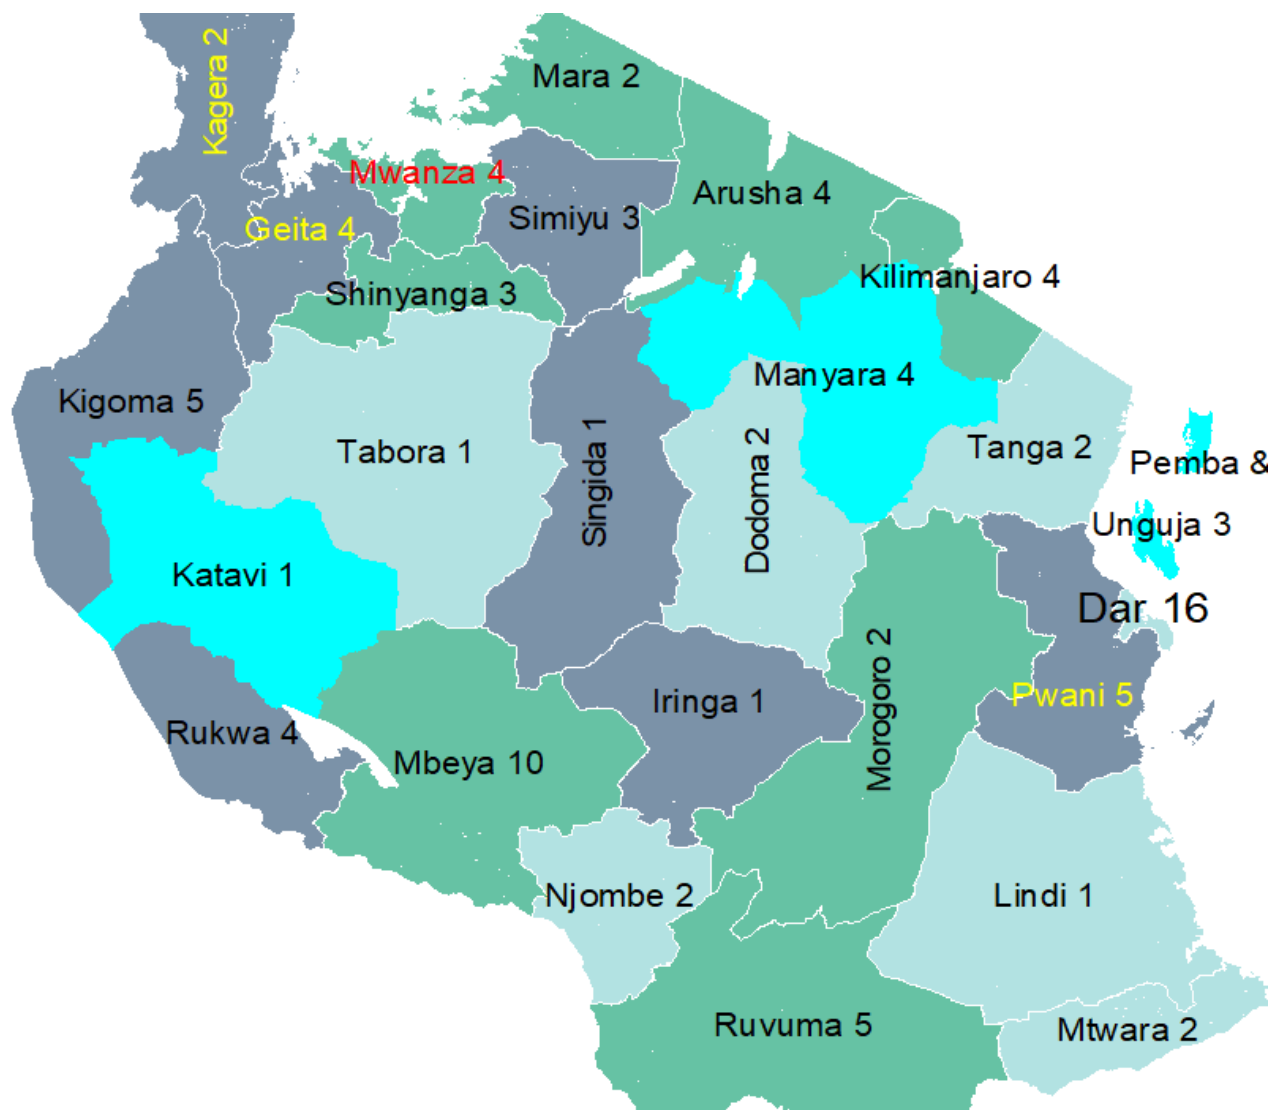 Kagera 2
Mara 2
Mwanza 4
Arusha 4
Geita 4
Simiyu 3
Kilimanjaro 4
Shinyanga 3
Manyara 4
Kigoma 5
Tabora 1
Singida 1
Dodoma 2
Tanga 2
Pemba &
Unguja 3
Katavi 1
Dar 16
Pwani 5
Iringa 1
Morogoro 2
Rukwa 4
Mbeya 10
Njombe 2
Lindi 1
Ruvuma 5
Mtwara 2